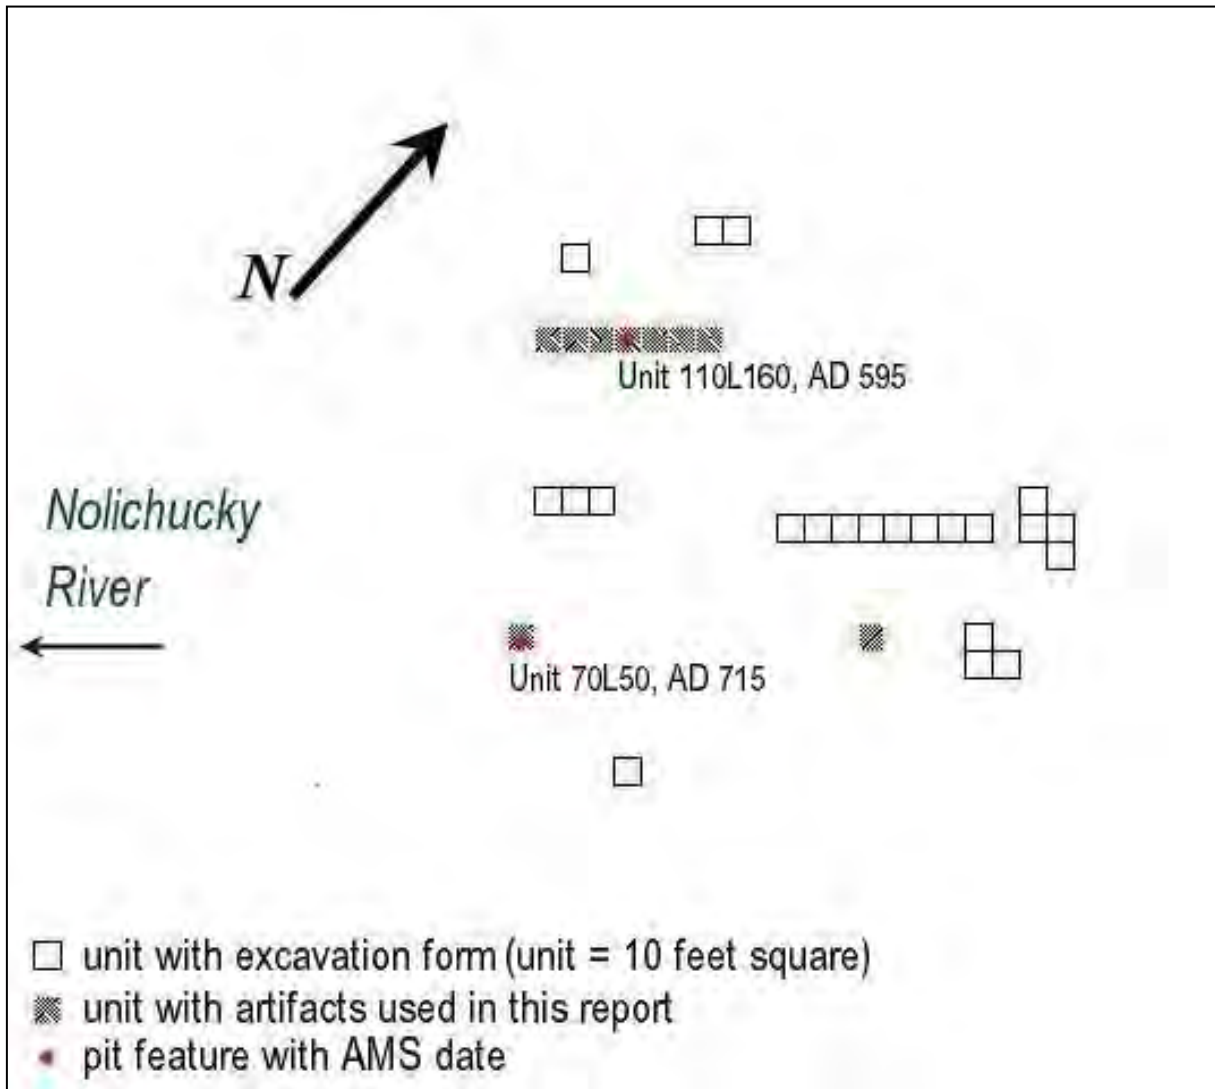 N
Unit 110L160, AD 595
Nolichucky
River
Unit 70L50, AD 715
unit with excavation form (unit = 10 feet square)
unit with artifacts used in this report
pit feature with AMS date